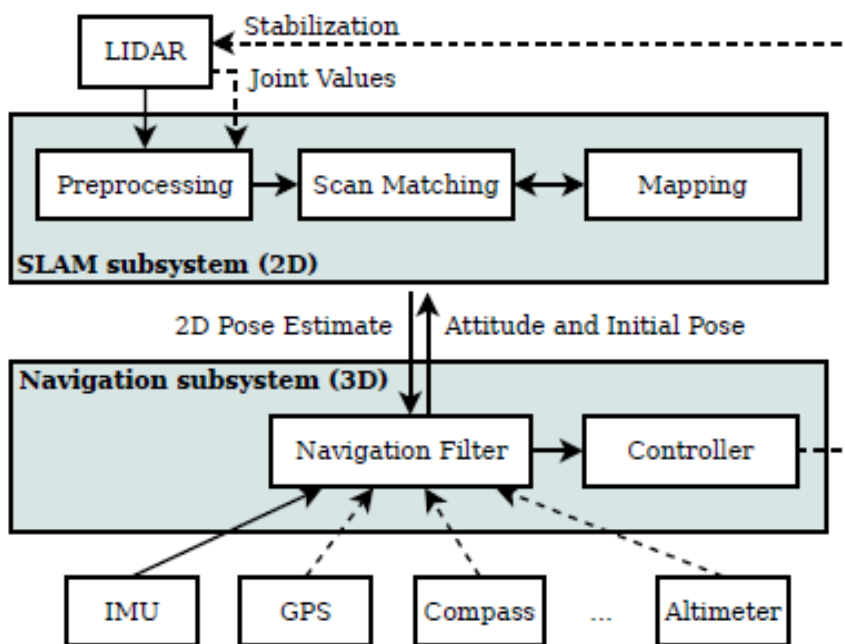 Stabilization
LIDAR
Joint Values
Preprocessing
Scan Matching
Mapping
SLAM subsystem (2D)
2D Pose Estimate
Attitude and Initial Pose
Navigation subsystem (3D)
Navigation Filter
Controller
IMU
GPS
Compass
...
Altimeter